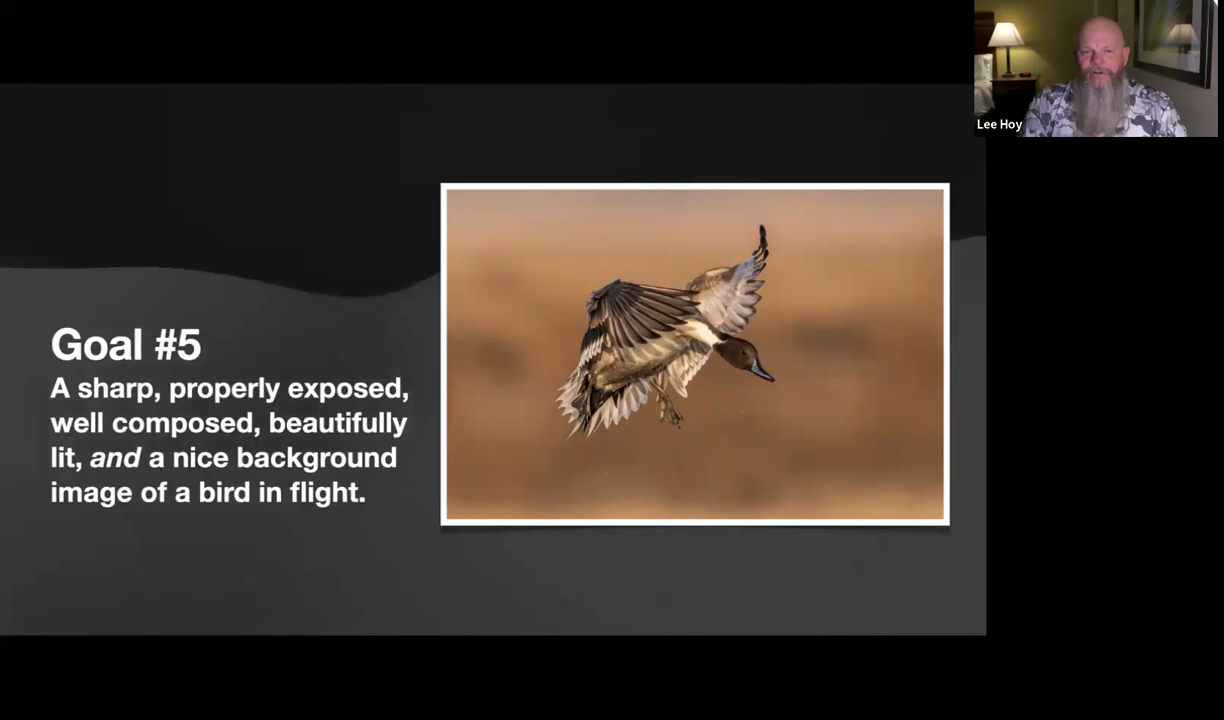 Lee Hoy
Goal #5
A sharp, properly exposed,
well composed, beautifully
lit, and a nice background
image of a bird in flight.